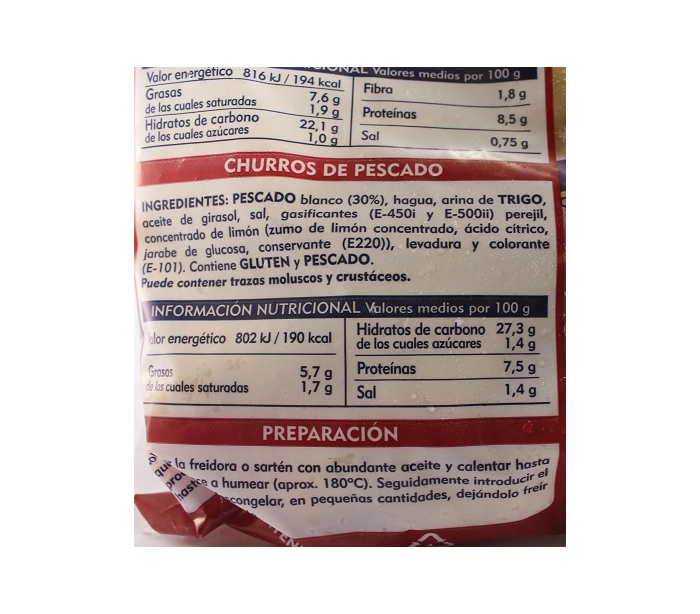 CIONAL Valores medios por 100 g
Valor energético 816 kJ / 194 kcal
Grasas 7,6 g
de las cuales saturadas 1,9 g
Hidratos de carbono 22,1 g
de los cuales azúcares 1,0 g
Fibra 1,8 g
Proteínas 8,5 g
Sal 0,75 g
CHURROS DE PESCADO
INGREDIENTES: PESCADO blanco (30%), hagua, arina de TRIGO,
aceite de girasol, sal, gasificantes (E-450i y E-500ii) perejil,
concentrado de limón (zumo de limón concentrado, ácido cítrico,
jarabe de glucosa, conservante (E220)), levadura y colorante
(E-101). Contiene GLUTEN y PESCADO.
Puede contener trazas moluscos y crustáceos.
INFORMACIÓN NUTRICIONAL Valores medios por 100 g
alor energético 802 kJ / 190 kcal
Grasas 5,7 g
de las cuales saturadas 1,7 g
Hidratos de carbono 27,3 g
de los cuales azúcares 1,4 g
Proteínas 7,5 g
Sal 1,4 g
PREPARACIÓN
la freidora o sartén con abundante aceite y calentar hasta
que a humear (aprox. 180ºC). Seguidamente introducir el
congelar, en pequeñas cantidades, dejándolo freír
hasta